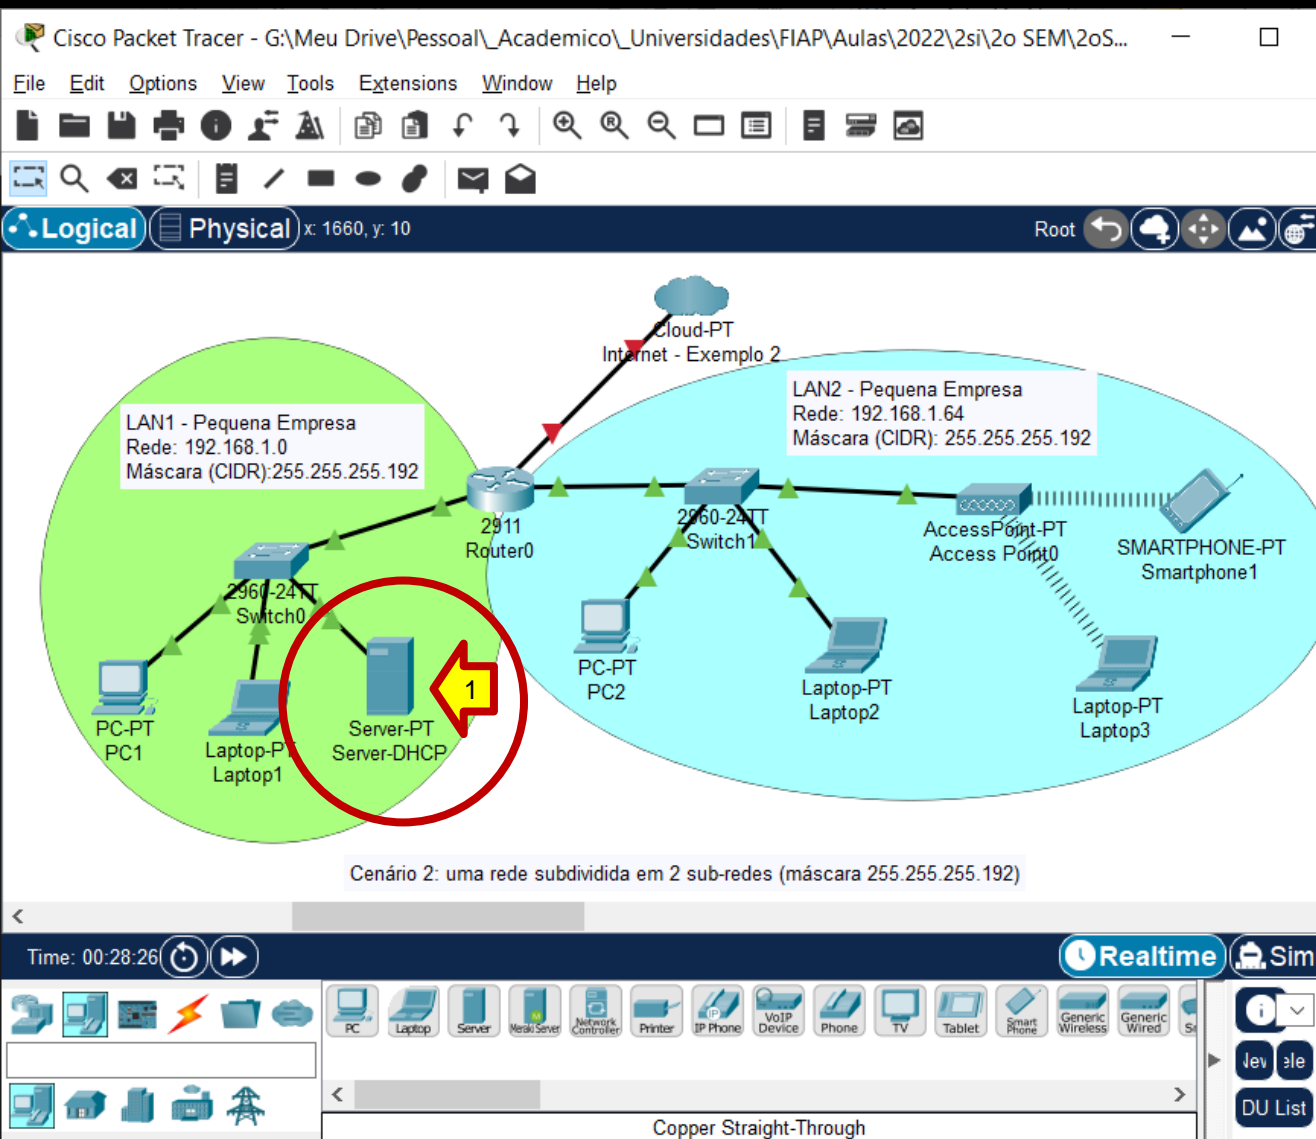 Cisco Packet Tracer - G:\Meu Drive\Pessoal\_Academico\_Universidades\FIAP\Aulas\2022\2si\2o SEM\2oS...
File Edit Options View Tools Extensions Window Help
Logical Physical x: 1660, y: 10 Root
Cloud-PT
Internet - Exemplo 2
LAN1 - Pequena Empresa
Rede: 192.168.1.0
Máscara (CIDR):255.255.255.192
LAN2 - Pequena Empresa
Rede: 192.168.1.64
Máscara (CIDR): 255.255.255.192
2911
Router0
2960-24TT
Switch1
AccessPoint-PT
Access Point0
SMARTPHONE-PT
Smartphone1
2960-24TT
Switch0
PC-PT
PC1
Laptop-PT
Laptop1
Server-PT
Server-DHCP
1
PC-PT
PC2
Laptop-PT
Laptop2
Laptop-PT
Laptop3
Cenário 2: uma rede subdividida em 2 sub-redes (máscara 255.255.255.192)
Time: 00:28:26 Realtime Sim
PC Laptop Server Meraki Server Network Controller Printer IP Phone VoIP Device Phone TV Tablet Smart Phone Generic Wireless Generic Wired
DU List
Copper Straight-Through